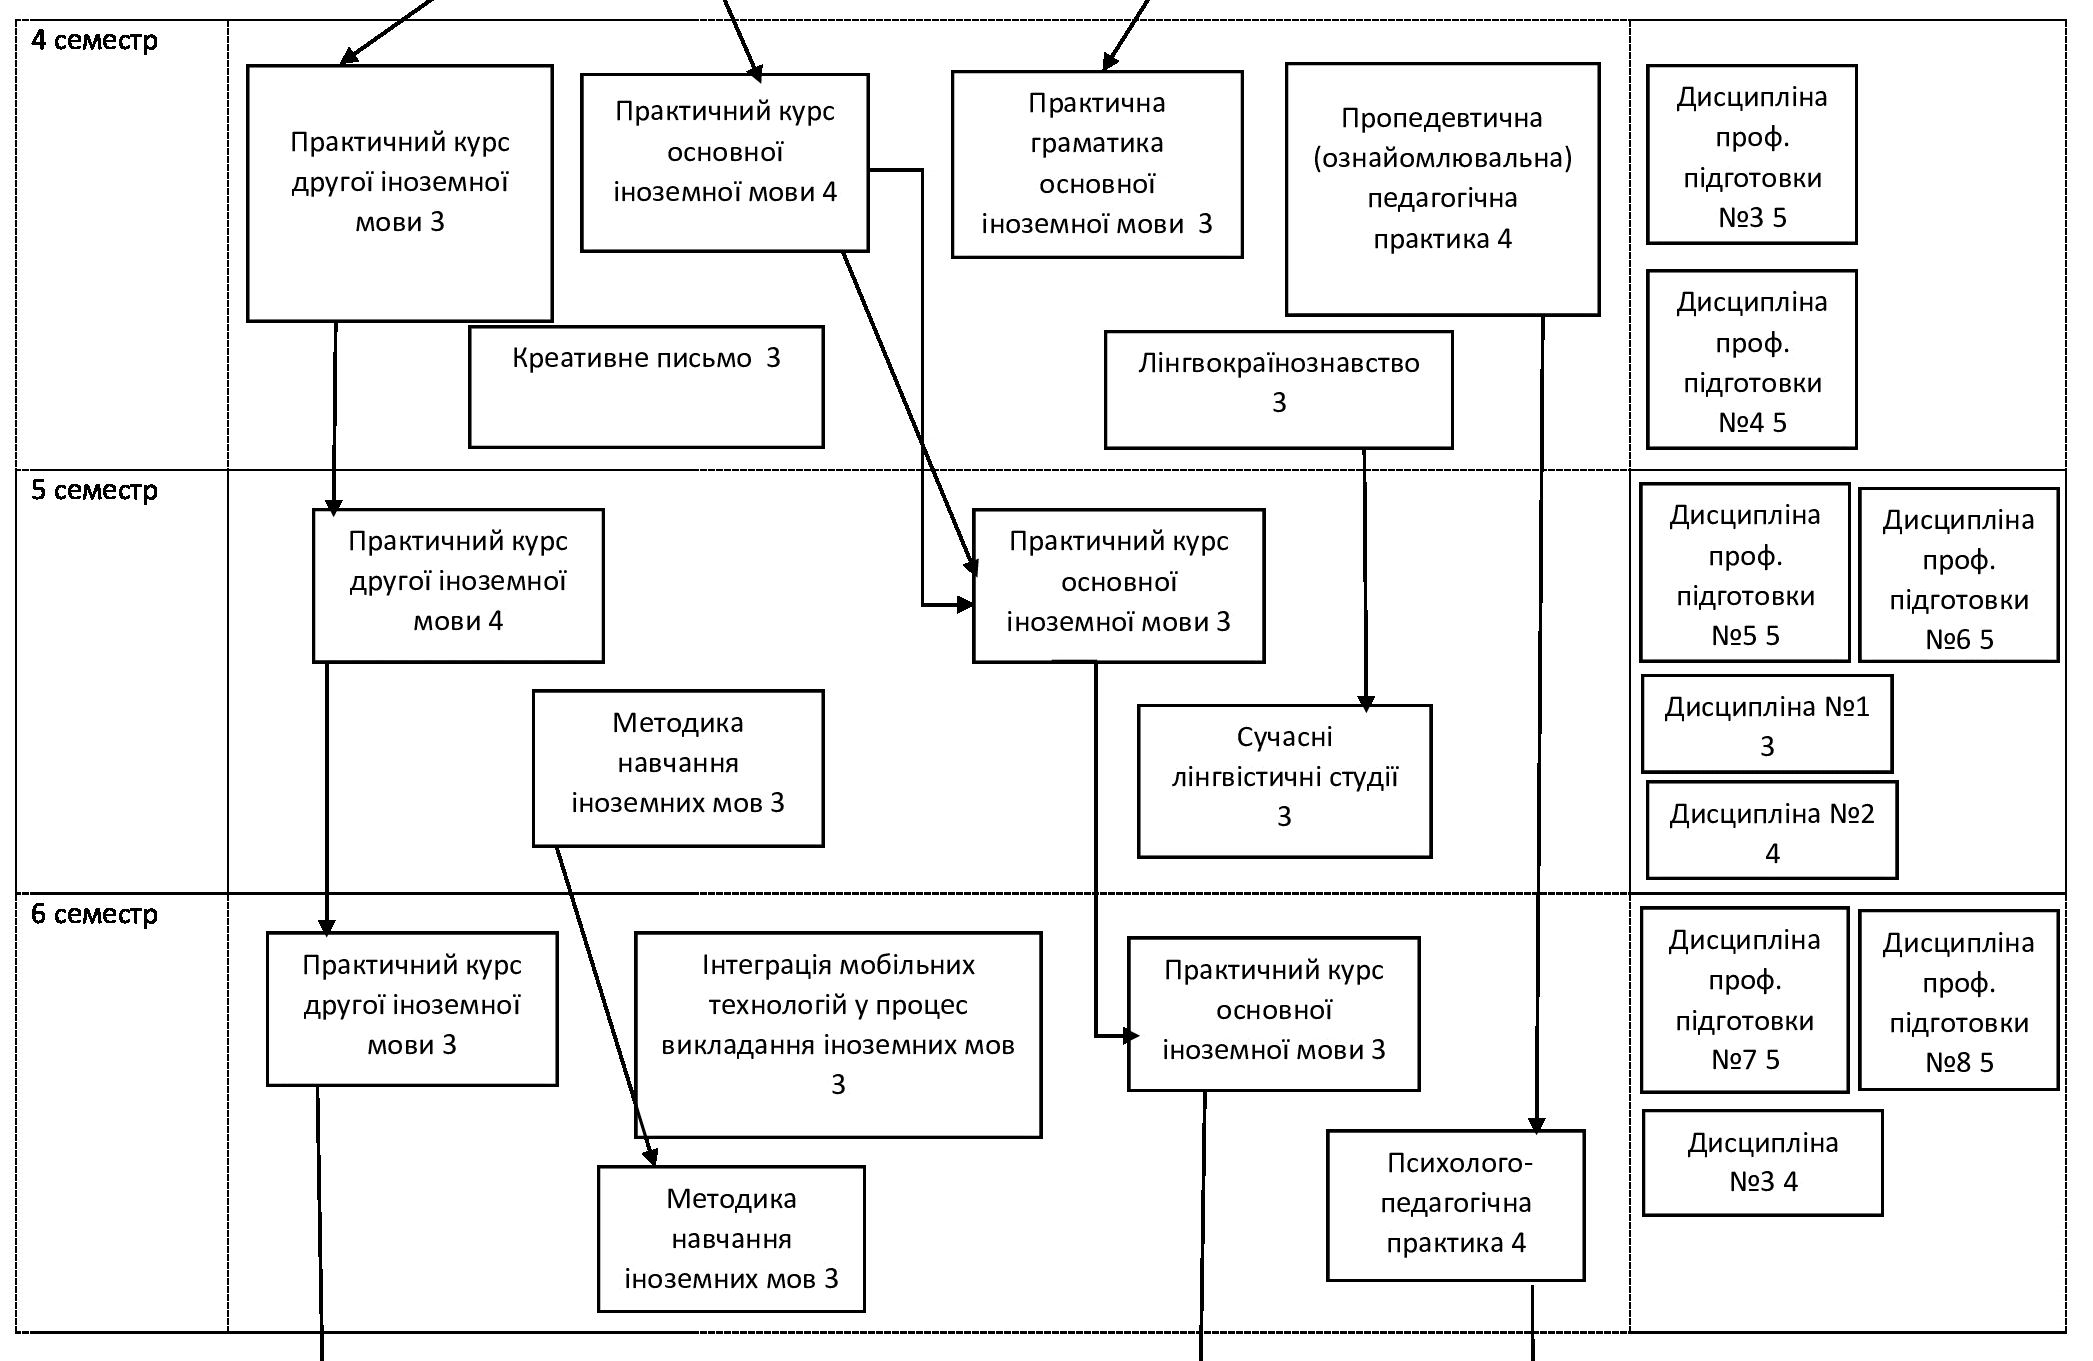 4 семестр
Практичний курс
другої іноземної
мови 3
Практичний курс
основної
іноземної мови 4
Практична
граматика
основної
іноземної мови  3
Пропедевтична
(ознайомлювальна)
педагогічна
практика 4
Дисципліна
проф.
підготовки
№3 5
Креативне письмо  3
Лінгвокраїнознавство
3
Дисципліна
проф.
підготовки
№4 5
5 семестр
Практичний курс
другої іноземної
мови 4
Практичний курс
основної
іноземної мови 3
Дисципліна
проф.
підготовки
№5 5
Дисципліна
проф.
підготовки
№6 5
Методика
навчання
іноземних мов 3
Сучасні
лінгвістичні студії
3
Дисципліна №1
3
Дисципліна №2
4
6 семестр
Практичний курс
другої іноземної
мови 3
Інтеграція мобільних
технологій у процес
викладання іноземних мов
3
Практичний курс
основної
іноземної мови 3
Дисципліна
проф.
підготовки
№7 5
Дисципліна
проф.
підготовки
№8 5
Методика
навчання
іноземних мов 3
Психолого-
педагогічна
практика 4
Дисципліна
№3 4